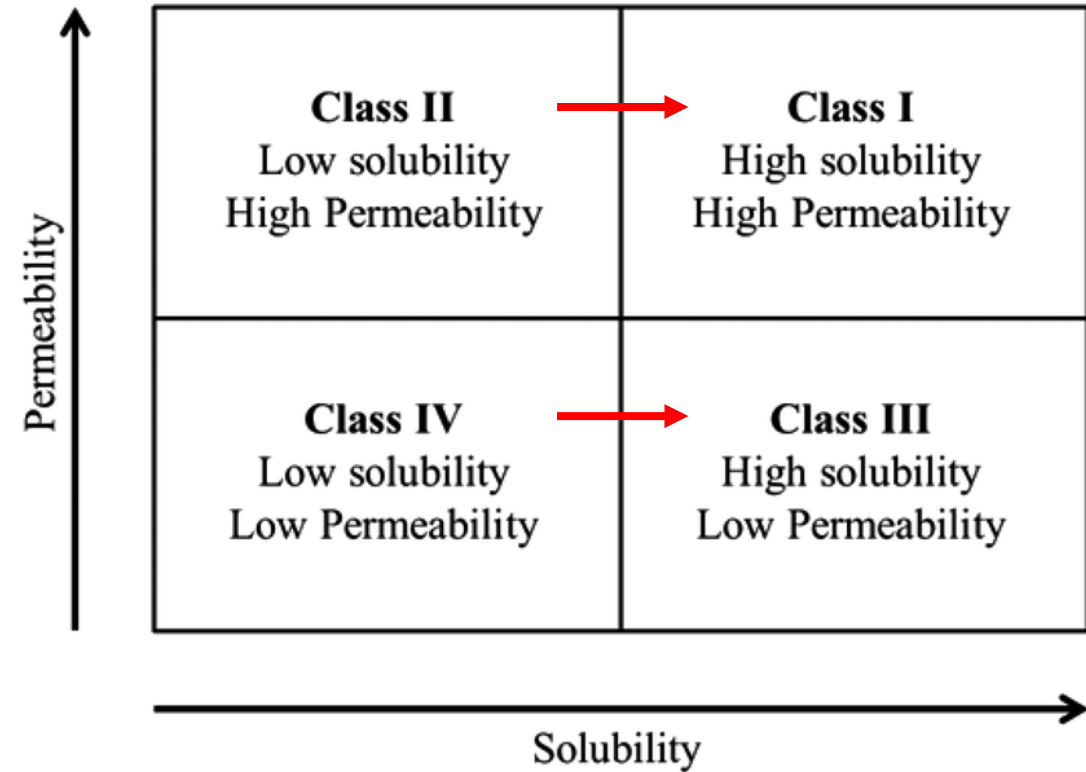 Permeability
Class II
Low solubility
High Permeability
Class I
High solubility
High Permeability
Class IV
Low solubility
Low Permeability
Class III
High solubility
Low Permeability
Solubility